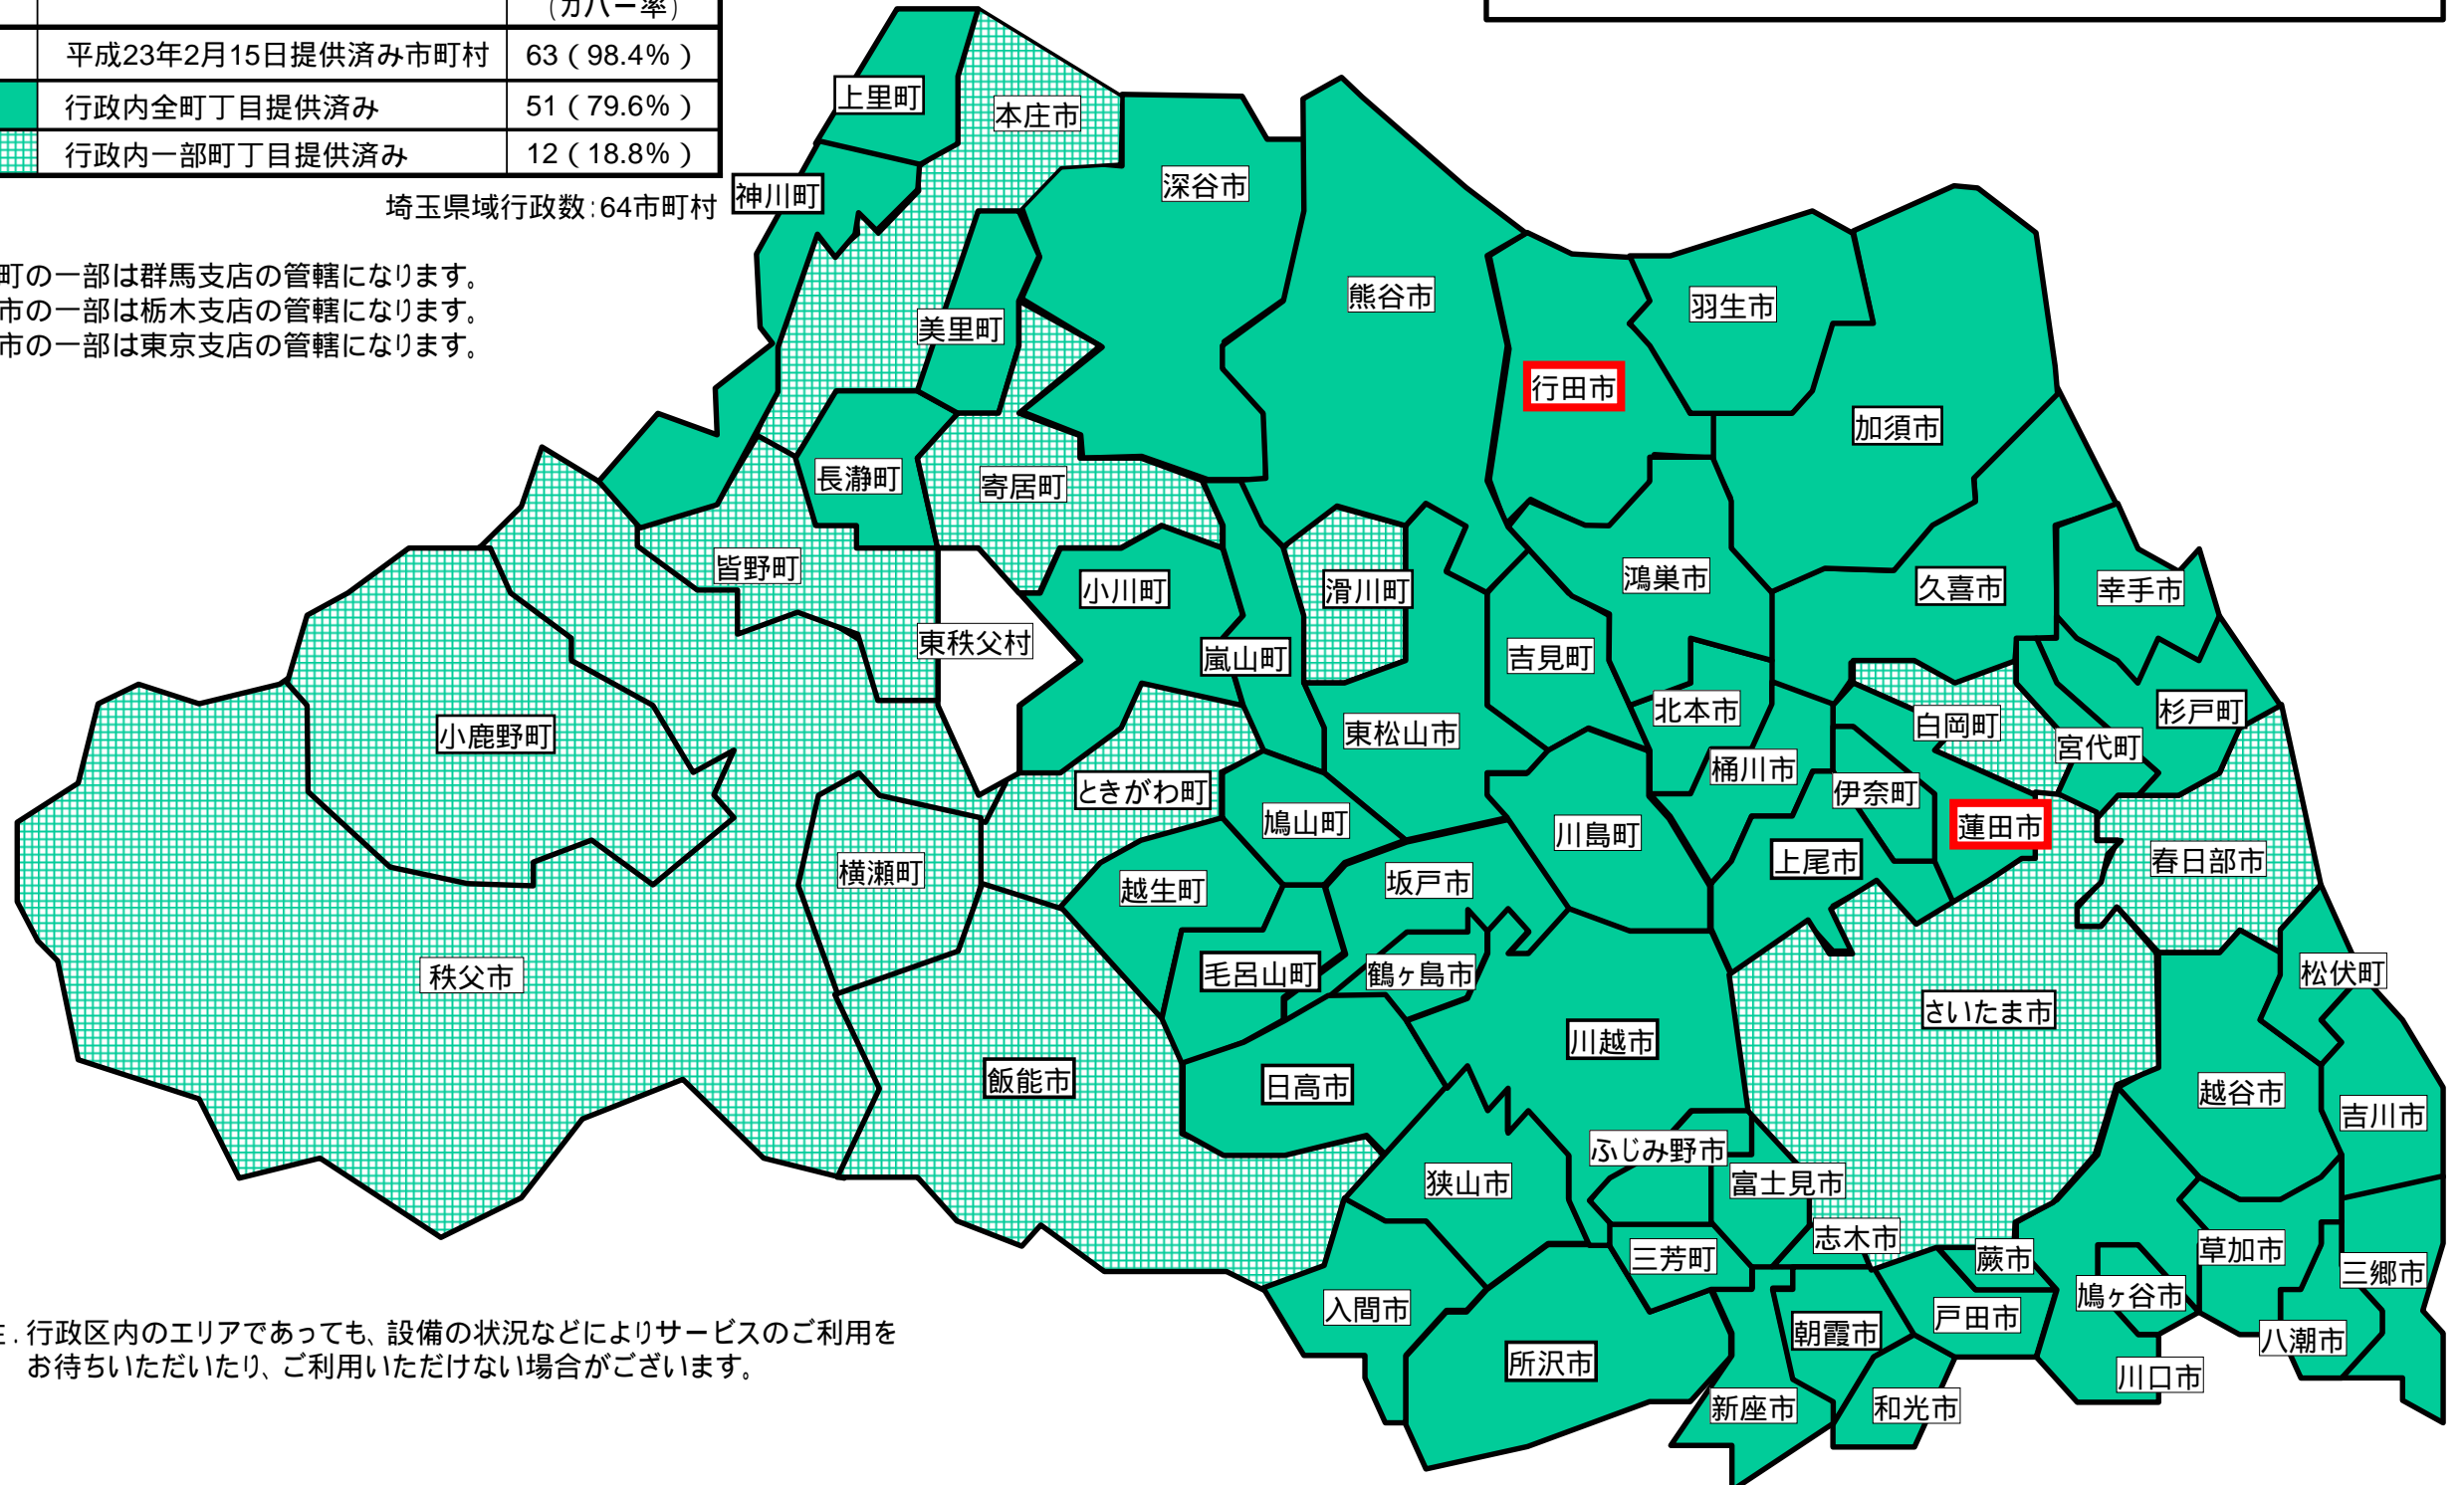 (カバー率)
平成23年2月15日提供済み市町村 63 ( 98.4% )
行政内全町丁目提供済み 51 ( 79.6% )
行政内一部町丁目提供済み 12 ( 18.8% )
埼玉県域行政数:64市町村
町の一部は群馬支店の管轄になります。
市の一部は栃木支店の管轄になります。
市の一部は東京支店の管轄になります。
上里町
本庄市
神川町
深谷市
熊谷市
羽生市
美里町
行田市
加須市
長瀞町
寄居町
皆野町
小川町
滑川町
鴻巣市
久喜市
幸手市
東秩父村
嵐山町
吉見町
北本市
杉戸町
小鹿野町
東松山市
白岡町
宮代町
桶川市
ときがわ町
伊奈町
鳩山町
川島町
蓮田市
横瀬町
越生町
坂戸市
上尾市
春日部市
秩父市
毛呂山町
鶴ヶ島市
松伏町
さいたま市
川越市
飯能市
日高市
越谷市
吉川市
ふじみ野市
狭山市
富士見市
志木市
三芳町
蕨市
草加市
三郷市
入間市
鳩ヶ谷市
戸田市
朝霞市
八潮市
所沢市
川口市
新座市
和光市
. 行政区内のエリアであっても、設備の状況などによりサービスのご利用を
お待ちいただいたり、ご利用いただけない場合がございます。